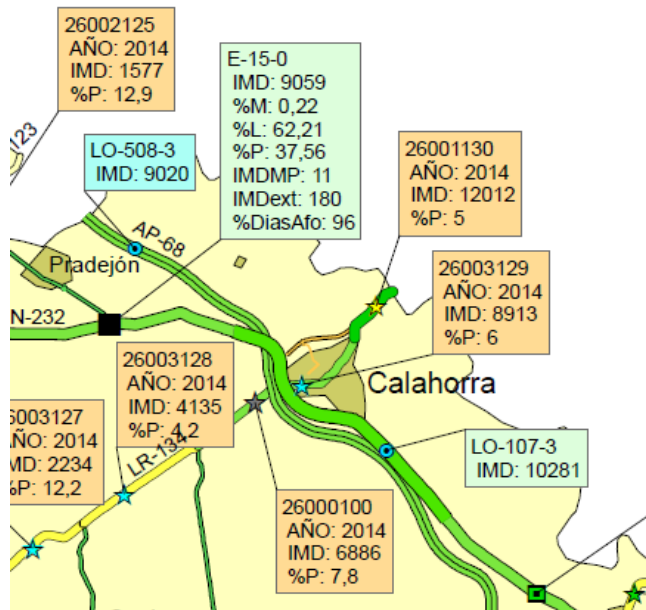 26002125
AÑO: 2014
IMD: 1577
%P: 12,9
E-15-0
IMD: 9059
%M: 0,22
%L: 62,21
%P: 37,56
IMDMP: 11
IMDext: 180
%DiasAfo: 96
123
LO-508-3
IMD: 9020
26001130
AÑO: 2014
IMD: 12012
%P: 5
AP-68
Pradejón
26003129
AÑO: 2014
IMD: 8913
%P: 6
N-232
26003128
AÑO: 2014
IMD: 4135
%P: 4,2
Calahorra
6003127
AÑO: 2014
MD: 2234
%P: 12,2
LR-134
LO-107-3
IMD: 10281
26000100
AÑO: 2014
IMD: 6886
%P: 7,8